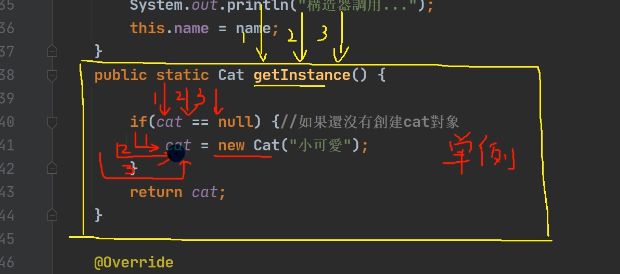 35 System.out.println("構造器調用...");
36 this.name = name;
1 2 3
37 }
38 public static Cat getInstance() {
39
1 2 3
40 if(cat == null) {//如果還沒有創建cat對象
2 1
41 cat = new Cat("小可愛");
单例
3
42 }
43 return cat;
44 }
45
46 @Override